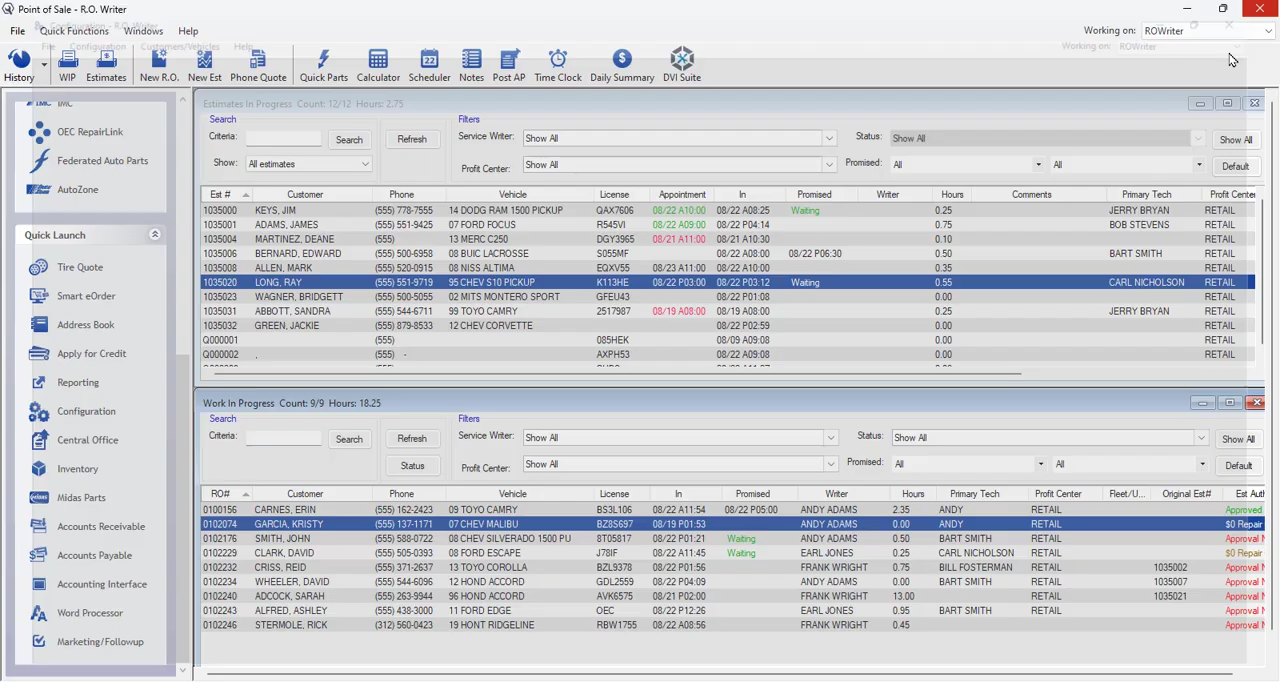 Point of Sale - R.O. Writer
Configuration - R.O. Writer
File Quick Functions Windows Help
Working on: ROWriter
File Configuration Customers/Vehicles Help
Working on: ROWriter
History WIP Estimates New R.O. New Est Phone Quote Quick Parts Calculator Scheduler Notes Post AP Time Clock Daily Summary DVI Suite
IMC
OEC RepairLink
Federated Auto Parts
AutoZone
Quick Launch
Tire Quote
Smart eOrder
Address Book
Apply for Credit
Reporting
Configuration
Central Office
Inventory
Midas Parts
Accounts Receivable
Accounts Payable
Accounting Interface
Word Processor
Marketing/Followup
Estimates In Progress Count: 12/12 Hours: 2.75
Search Filters
Criteria: Search Refresh Service Writer: Show All Status: Show All Show All
Show: All estimates Profit Center: Show All Promised: All All Default
Est # Customer Phone Vehicle License Appointment In Promised Writer Hours Comments Primary Tech Profit Center
1035000 KEYS, JIM (555) 778-7555 14 DODG RAM 1500 PICKUP QAX7606 08/22 A10:00 08/22 A08:25 Waiting 0.25 JERRY BRYAN RETAIL
1035001 ADAMS, JAMES (555) 551-9425 07 FORD FOCUS R545VI 08/22 A09:00 08/22 P04:14 0.75 BOB STEVENS RETAIL
1035004 MARTINEZ, DEANE (555) 13 MERC C250 DGY3965 08/21 A11:00 08/21 A10:30 0.10 RETAIL
1035006 BERNARD, EDWARD (555) 500-6958 08 BUIC LACROSSE S055MF 08/22 A08:00 08/22 P06:30 0.30 BART SMITH RETAIL
1035008 ALLEN, MARK (555) 520-0915 08 NISS ALTIMA EQXV55 08/23 A11:00 08/22 A10:00 0.35 RETAIL
1035020 LONG, RAY (555) 551-9719 95 CHEV S10 PICKUP K113HE 08/22 P03:00 08/22 P03:12 Waiting 0.55 CARL NICHOLSON RETAIL
1035023 WAGNER, BRIDGETT (555) 500-5055 02 MITS MONTERO SPORT GFEU43 08/22 P01:08 0.00 RETAIL
1035031 ABBOTT, SANDRA (555) 544-6711 99 TOYO CAMRY 2517987 08/19 A08:00 08/22 P02:08 0.25 JERRY BRYAN RETAIL
1035032 GREEN, JACKIE (555) 879-8533 12 CHEV CORVETTE 08/22 P02:59 0.00 RETAIL
Q000001 (555) 085HEK 08/09 A09:08 0.00 RETAIL
Q000002 . (555) - AXPH53 08/22 A09:08 0.00 RETAIL
Work In Progress Count: 9/9 Hours: 18.25
Search Filters
Criteria: Search Refresh Service Writer: Show All Status: Show All Show All
Status Profit Center: Show All Promised: All All Default
RO# Customer Phone Vehicle License In Promised Writer Hours Primary Tech Profit Center Fleet/U... Original Est# Est Auth
0100156 CARNES, ERIN (555) 162-2423 09 TOYO CAMRY BS3L106 08/22 A11:54 08/22 P05:00 ANDY ADAMS 2.35 ANDY RETAIL Approved
0102074 GARCIA, KRISTY (555) 137-1171 07 CHEV MALIBU BZ8S697 08/19 P01:53 ANDY ADAMS 0.00 ANDY RETAIL $0 Repair
0102176 SMITH, JOHN (555) 588-0722 08 CHEV SILVERADO 1500 PU 8T05817 08/22 P01:21 Waiting ANDY ADAMS 0.50 BART SMITH RETAIL Approval N
0102229 CLARK, DAVID (555) 505-0393 08 FORD ESCAPE J78IF 08/22 A11:45 Waiting EARL JONES 0.25 CARL NICHOLSON RETAIL $0 Repair
0102232 CRISS, REID (555) 371-2637 13 TOYO COROLLA BZL9378 08/22 P01:56 FRANK WRIGHT 0.75 BILL FOSTERMAN RETAIL 1035002 Approval N
0102234 WHEELER, DAVID (555) 544-6096 12 HOND ACCORD GDL2559 08/22 P04:09 ANDY ADAMS 0.00 BART SMITH RETAIL 1035007 Approval N
0102240 ADCOCK, SARAH (555) 263-9944 96 HOND ACCORD AVK6575 08/21 P02:00 FRANK WRIGHT 13.00 1035021 Approval N
0102243 ALFRED, ASHLEY (555) 438-3000 11 FORD EDGE OEC 08/22 P12:26 EARL JONES 0.95 BART SMITH RETAIL Approval N
0102246 STERMOLE, RICK (312) 560-0423 19 HONT RIDGELINE RBW1755 08/22 A08:56 FRANK WRIGHT 0.45 Approval N